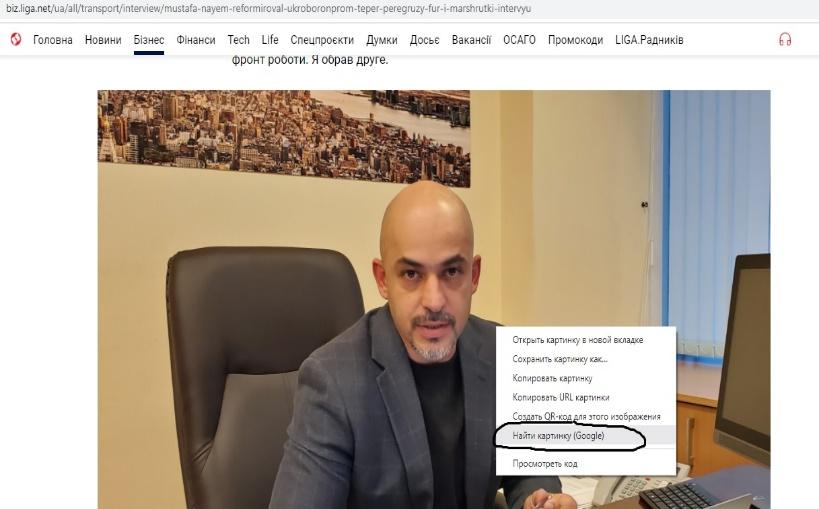 biz.liga.net/ua/all/transport/interview/mustafa-nayem-reformiroval-ukroboronprom-teper-peregruzy-fur-i-marshrutki-intervyu
Головна Новини Бізнес Фінанси Tech Life Спецпроєкти Думки Досьє Вакансії ОСАГО Промокоди LIGA.Радників
фронт роботи. Я обрав друге.
Открыть картинку в новой вкладке
Сохранить картинку как...
Копировать картинку
Копировать URL картинки
Создать QR-код для этого изображения
Найти картинку (Google)
Просмотреть код